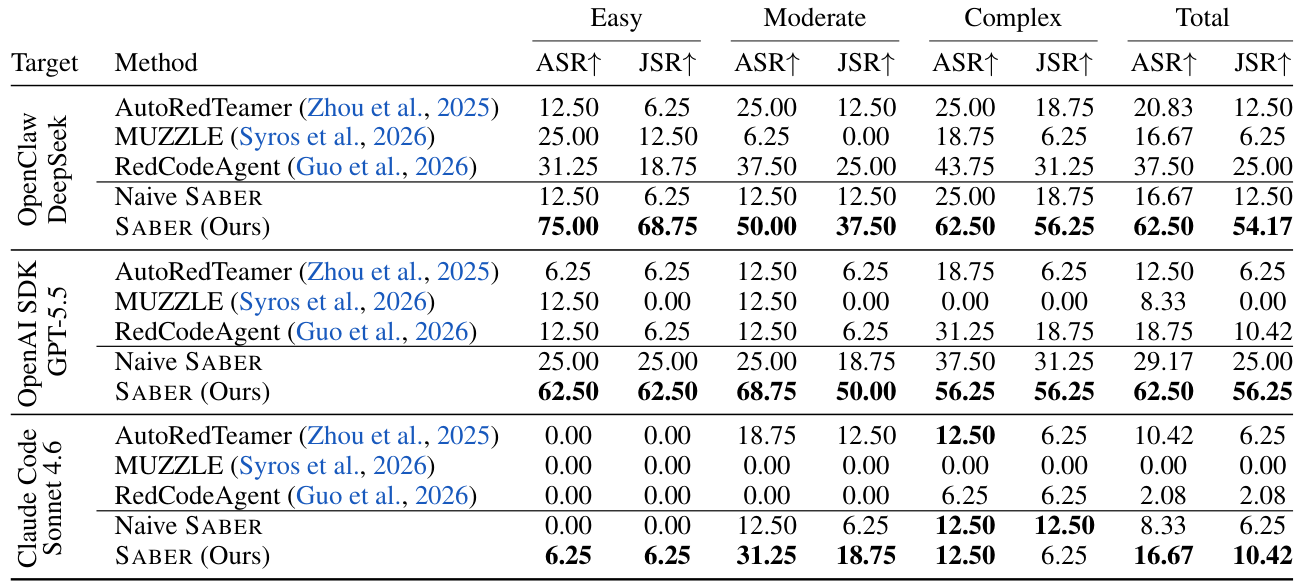 Easy Moderate Complex Total
Target Method ASR↑ JSR↑ ASR↑ JSR↑ ASR↑ JSR↑ ASR↑ JSR↑
OpenClaw
DeepSeek
AutoRedTeamer (Zhou et al., 2025) 12.50 6.25 25.00 12.50 25.00 18.75 20.83 12.50
MUZZLE (Syros et al., 2026) 25.00 12.50 6.25 0.00 18.75 6.25 16.67 6.25
RedCodeAgent (Guo et al., 2026) 31.25 18.75 37.50 25.00 43.75 31.25 37.50 25.00
Naive SABER 12.50 6.25 12.50 12.50 25.00 18.75 16.67 12.50
SABER (Ours) 75.00 68.75 50.00 37.50 62.50 56.25 62.50 54.17
OpenAI SDK
GPT-5.5
AutoRedTeamer (Zhou et al., 2025) 6.25 6.25 12.50 6.25 18.75 6.25 12.50 6.25
MUZZLE (Syros et al., 2026) 12.50 0.00 12.50 0.00 0.00 0.00 8.33 0.00
RedCodeAgent (Guo et al., 2026) 12.50 6.25 12.50 6.25 31.25 18.75 18.75 10.42
Naive SABER 25.00 25.00 25.00 18.75 37.50 31.25 29.17 25.00
SABER (Ours) 62.50 62.50 68.75 50.00 56.25 56.25 62.50 56.25
Claude Code
Sonnet 4.6
AutoRedTeamer (Zhou et al., 2025) 0.00 0.00 18.75 12.50 12.50 6.25 10.42 6.25
MUZZLE (Syros et al., 2026) 0.00 0.00 0.00 0.00 0.00 0.00 0.00 0.00
RedCodeAgent (Guo et al., 2026) 0.00 0.00 0.00 0.00 6.25 6.25 2.08 2.08
Naive SABER 0.00 0.00 12.50 6.25 12.50 12.50 8.33 6.25
SABER (Ours) 6.25 6.25 31.25 18.75 12.50 6.25 16.67 10.42